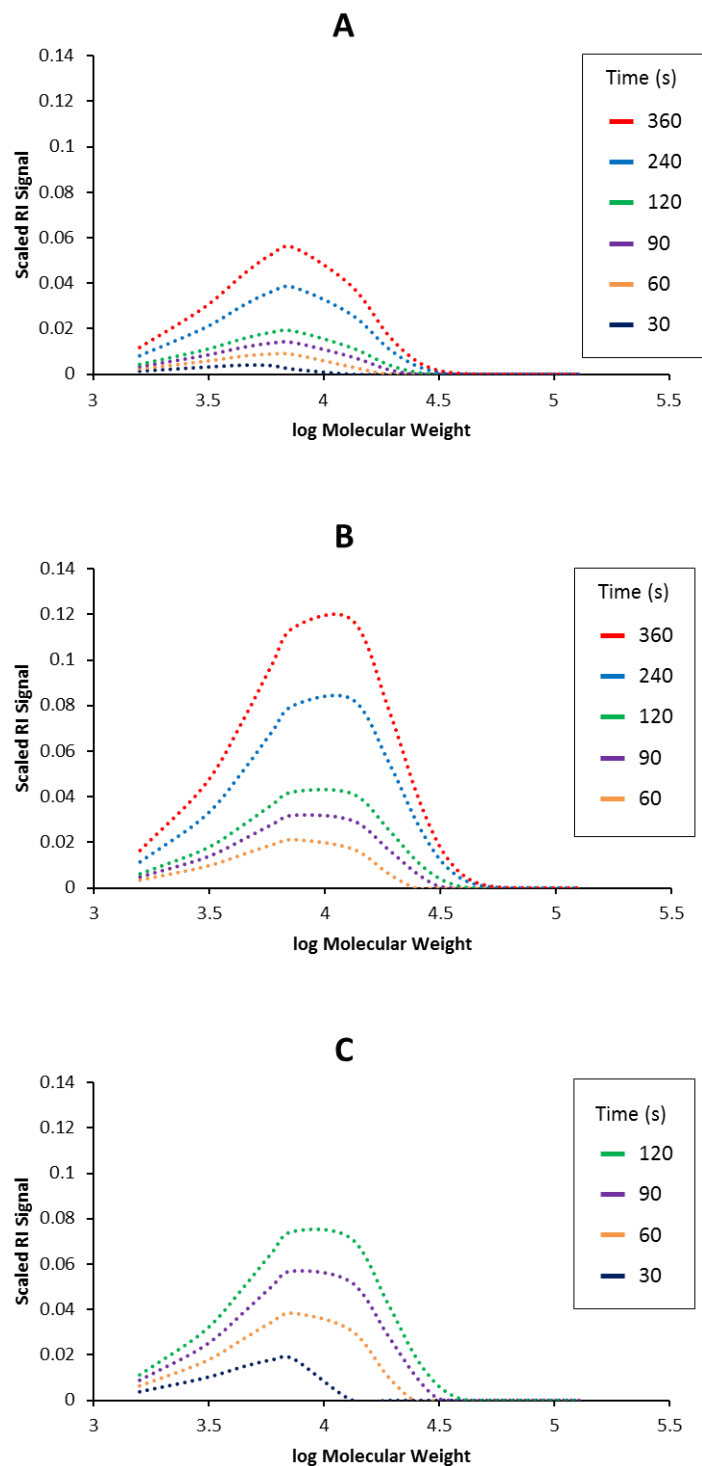 A
0.14
0.12
0.1
0.08
0.06
0.04
0.02
0
Scaled RI Signal
3 3.5 4 4.5 5 5.5
log Molecular Weight
Time (s)
360
240
120
90
60
30
B
0.14
0.12
0.1
0.08
0.06
0.04
0.02
0
Scaled RI Signal
3 3.5 4 4.5 5 5.5
log Molecular Weight
Time (s)
360
240
120
90
60
C
0.14
0.12
0.1
0.08
0.06
0.04
0.02
0
Scaled RI Signal
3 3.5 4 4.5 5 5.5
log Molecular Weight
Time (s)
120
90
60
30